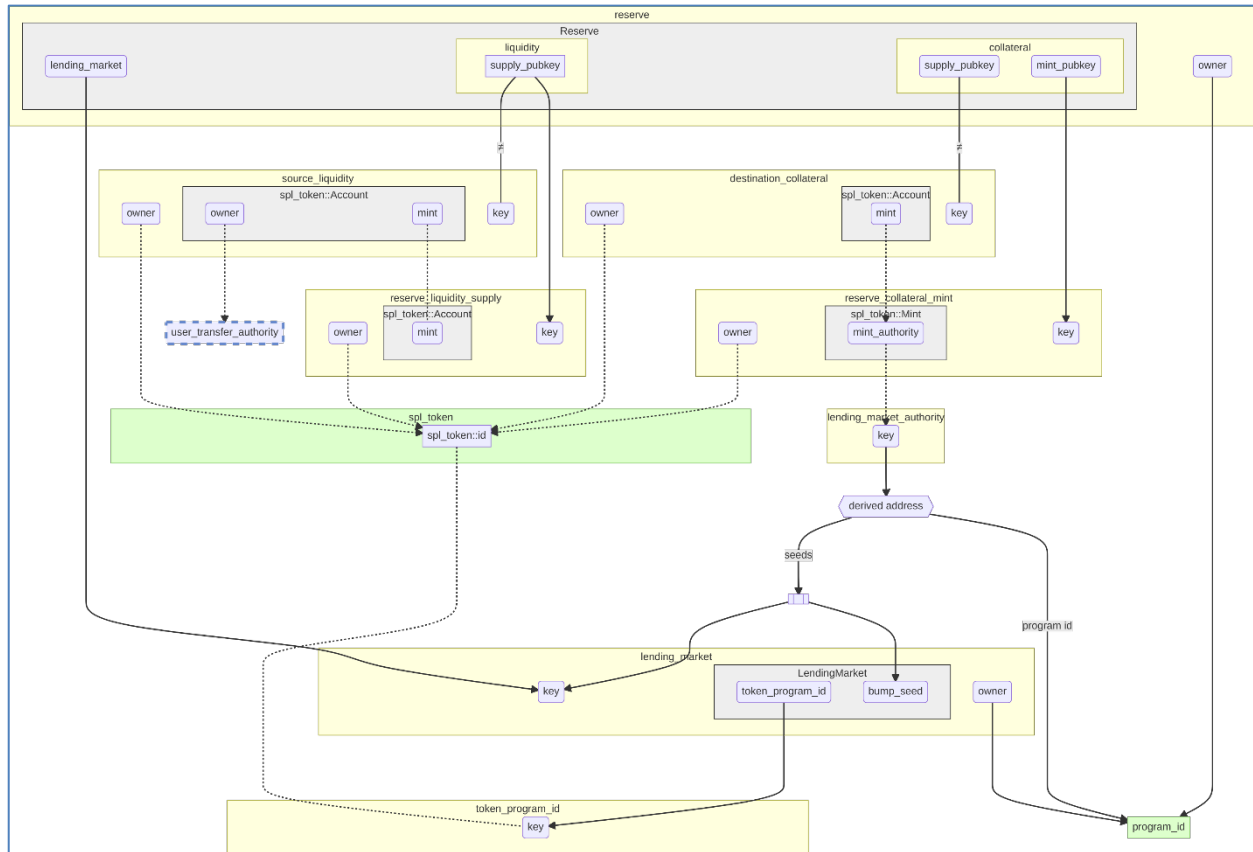 reserve
Reserve
liquidity
collateral
lending_market
supply_pubkey
supply_pubkey
mint_pubkey
owner
source_liquidity
destination_collateral
spl_token::Account
spl_token::Account
owner
owner
mint
key
owner
mint
key
reserve_liquidity_supply
reserve_collateral_mint
spl_token::Account
spl_token::Mint
user_transfer_authority
owner
mint
key
owner
mint_authority
key
spl_token
lending_market_authority
spl_token::id
key
derived address
seeds
program id
lending_market
LendingMarket
key
token_program_id
bump_seed
owner
token_program_id
key
program_id